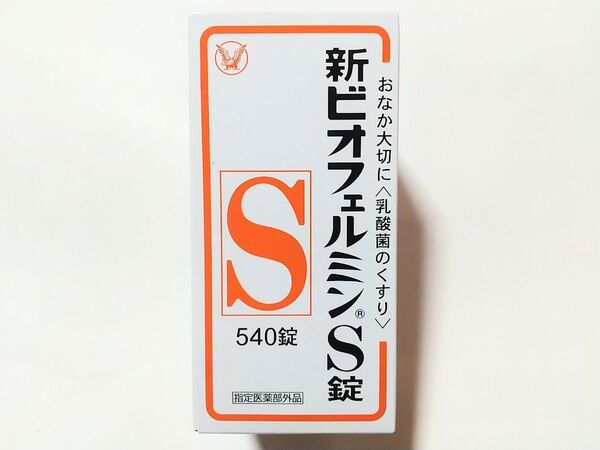 おなか大切に〈乳酸菌のくすり〉
新ビオフェルミン®S錠
S
540錠
指定医薬部外品